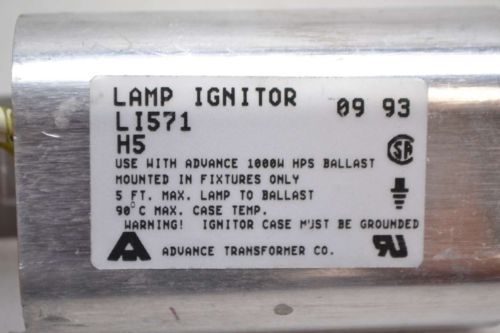 LAMP IGNITOR 09 93
LI571
H5
USE WITH ADVANCE 1000W HPS BALLAST
MOUNTED IN FIXTURES ONLY
5 FT. MAX. LAMP TO BALLAST
90°C MAX. CASE TEMP.
WARNING! IGNITOR CASE MUST BE GROUNDED
ADVANCE TRANSFORMER CO.